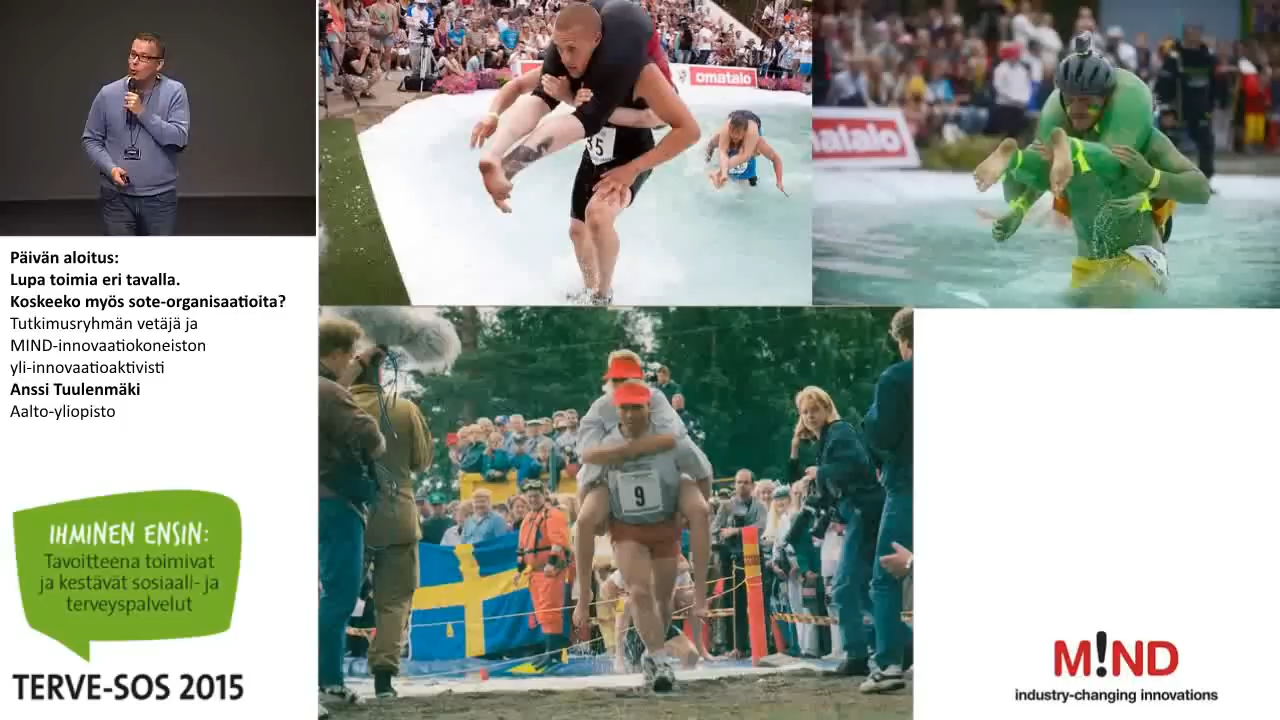 Päivän aloitus:
Lupa toimia eri tavalla.
Koskeeko myös sote-organisaatioita?
Tutkimusryhmän vetäjä ja
MIND-innovaatiokoneiston
yli-innovaatioaktivisti
Anssi Tuulenmäki
Aalto-yliopisto
IHMINEN ENSIN:
Tavoitteena toimivat
ja kestävät sosiaali- ja
terveyspalvelut
TERVE-SOS 2015
omatalo
35
matalo
9
M!ND
industry-changing innovations